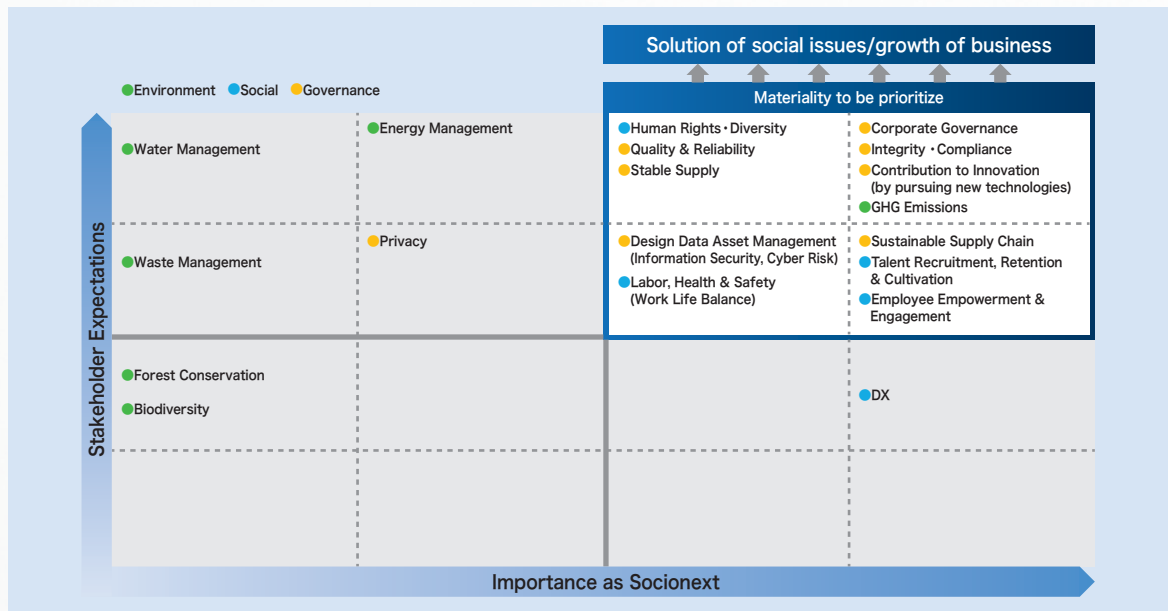 Solution of social issues/growth of business
Environment Social Governance
Materiality to be prioritize
Stakeholder Expectations
Water Management
Energy Management
Human Rights・Diversity
Quality & Reliability
Stable Supply
Corporate Governance
Integrity・Compliance
Contribution to Innovation
(by pursuing new technologies)
GHG Emissions
Waste Management
Privacy
Design Data Asset Management
(Information Security, Cyber Risk)
Labor, Health & Safety
(Work Life Balance)
Sustainable Supply Chain
Talent Recruitment, Retention
& Cultivation
Employee Empowerment &
Engagement
Forest Conservation
Biodiversity
DX
Importance as Socionext